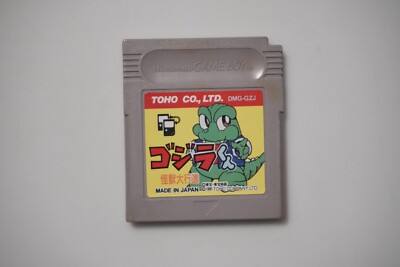 Nintendo GAME BOY
TOHO CO., LTD. DMG-GZJ
ゴジラくん
怪獣大行進
MADE IN JAPAN